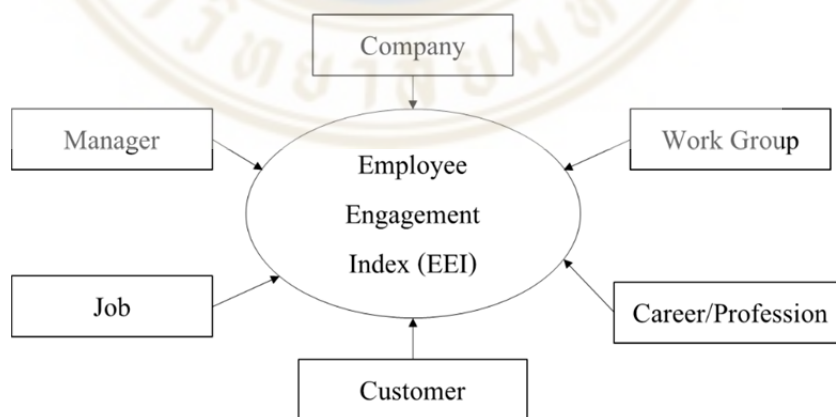 Company
Manager
Work Group
Employee
Engagement
Index (EEI)
Job
Career/Profession
Customer